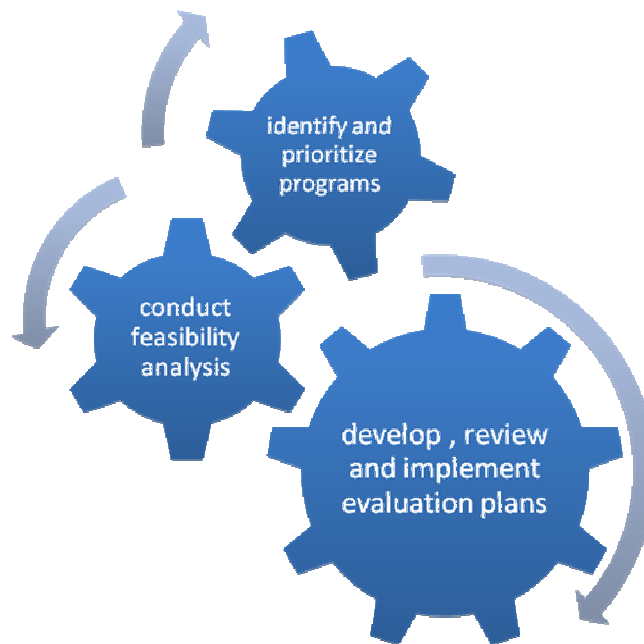 identify and
prioritize
programs
conduct
feasibility
analysis
develop , review
and implement
evaluation plans